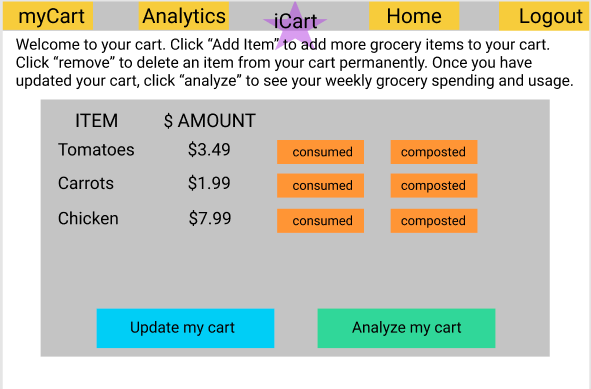 myCart Analytics iCart Home Logout
Welcome to your cart. Click “Add Item” to add more grocery items to your cart.
Click “remove” to delete an item from your cart permanently. Once you have
updated your cart, click “analyze” to see your weekly grocery spending and usage.
ITEM $ AMOUNT
Tomatoes $3.49 consumed composted
Carrots $1.99 consumed composted
Chicken $7.99 consumed composted
Update my cart Analyze my cart